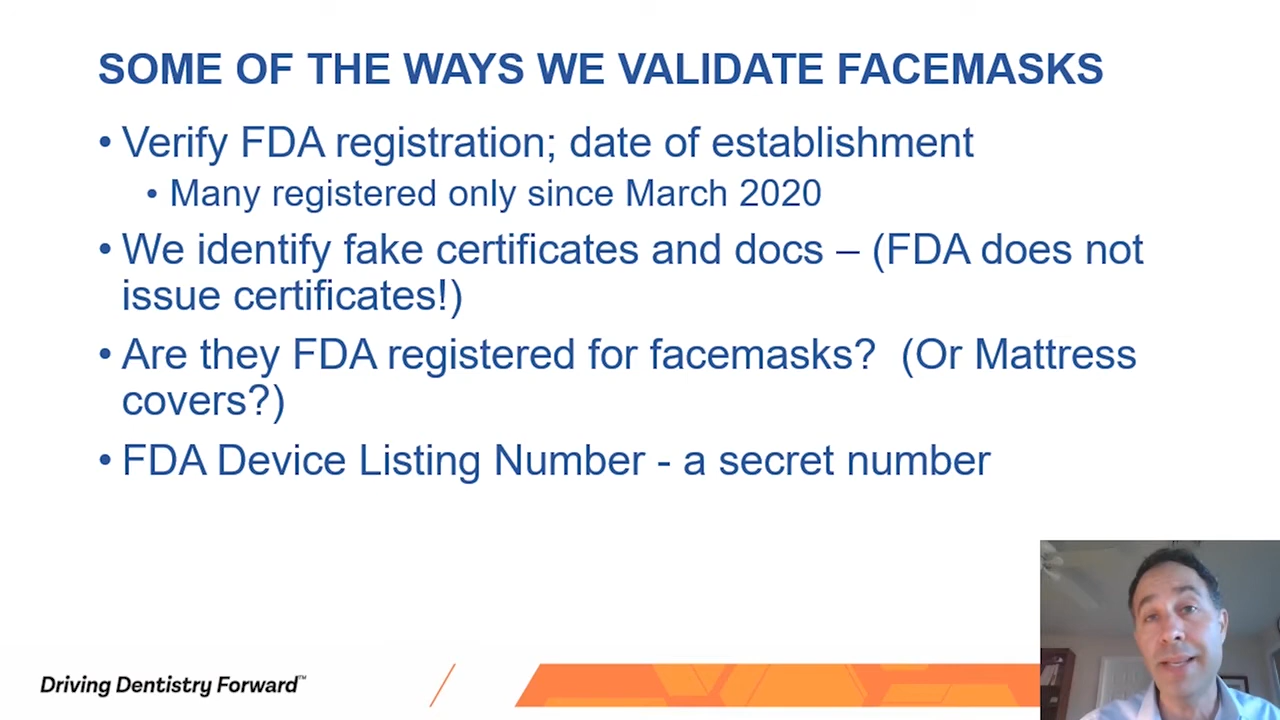 SOME OF THE WAYS WE VALIDATE FACEMASKS
• Verify FDA registration; date of establishment
• Many registered only since March 2020
• We identify fake certificates and docs – (FDA does not
issue certificates!)
• Are they FDA registered for facemasks?  (Or Mattress
covers?)
• FDA Device Listing Number - a secret number
Driving Dentistry Forward™